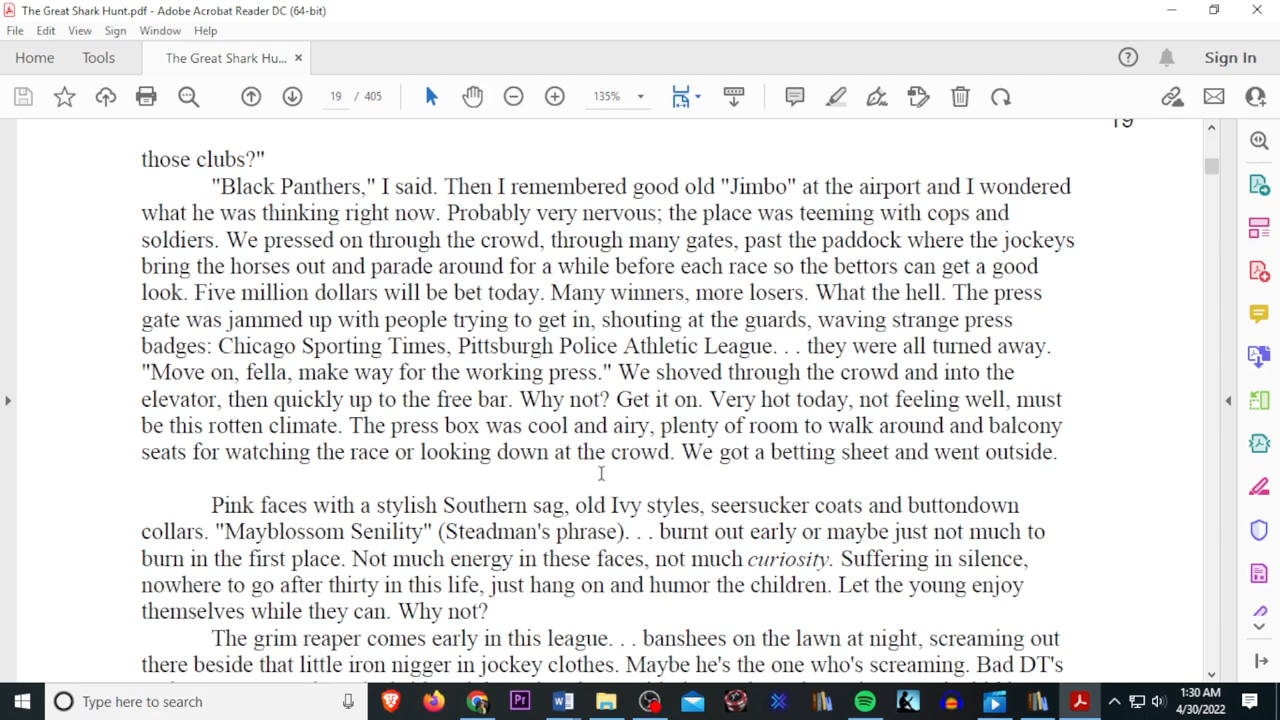 The Great Shark Hunt.pdf - Adobe Acrobat Reader DC (64-bit)
File Edit View Sign Window Help
Home Tools The Great Shark Hu... × Sign In
19 / 405 135%
19
those clubs?"
"Black Panthers," I said. Then I remembered good old "Jimbo" at the airport and I wondered
what he was thinking right now. Probably very nervous; the place was teeming with cops and
soldiers. We pressed on through the crowd, through many gates, past the paddock where the jockeys
bring the horses out and parade around for a while before each race so the bettors can get a good
look. Five million dollars will be bet today. Many winners, more losers. What the hell. The press
gate was jammed up with people trying to get in, shouting at the guards, waving strange press
badges: Chicago Sporting Times, Pittsburgh Police Athletic League. . . they were all turned away.
"Move on, fella, make way for the working press." We shoved through the crowd and into the
elevator, then quickly up to the free bar. Why not? Get it on. Very hot today, not feeling well, must
be this rotten climate. The press box was cool and airy, plenty of room to walk around and balcony
seats for watching the race or looking down at the crowd. We got a betting sheet and went outside.
Pink faces with a stylish Southern sag, old Ivy styles, seersucker coats and buttondown
collars. "Mayblossom Senility" (Steadman's phrase). . . burnt out early or maybe just not much to
burn in the first place. Not much energy in these faces, not much curiosity. Suffering in silence,
nowhere to go after thirty in this life, just hang on and humor the children. Let the young enjoy
themselves while they can. Why not?
The grim reaper comes early in this league. . . banshees on the lawn at night, screaming out
there beside that little iron nigger in jockey clothes. Maybe he's the one who's screaming. Bad DT's
Type here to search
Pr
1:30 AM
4/30/2022